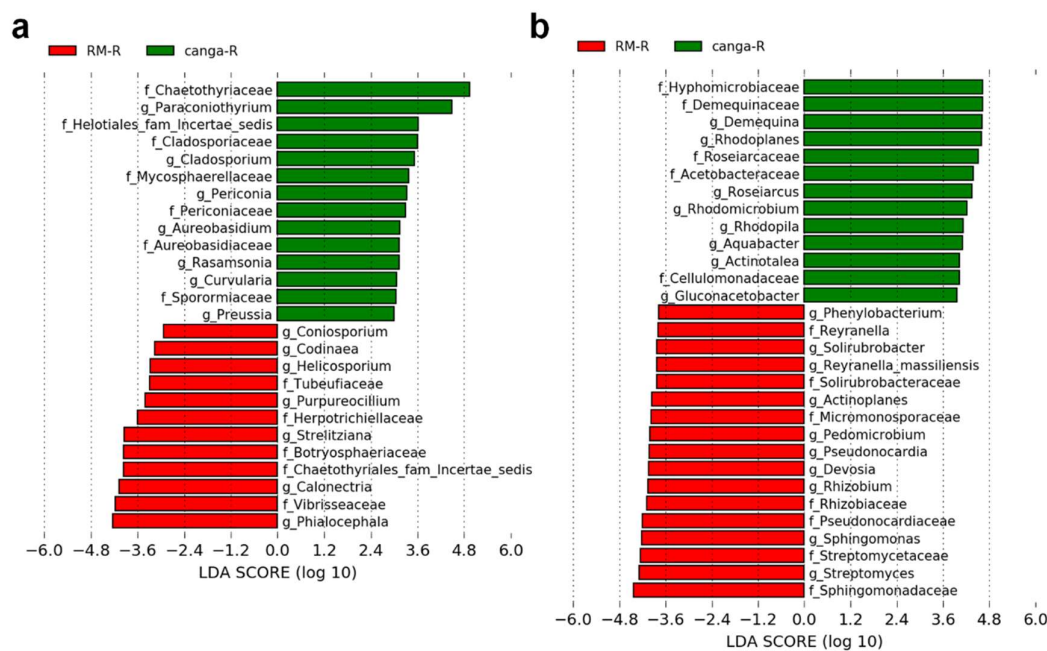 a
RM-R canga-R
f_Chaetothyriaceae
g_Paraconiothyrium
f_Helotiales_fam_Incertae_sedis
f_Cladosporiaceae
g_Cladosporium
f_Mycosphaerellaceae
g_Periconia
f_Periconiaceae
g_Aureobasidium
f_Aureobasidiaceae
g_Rasamsonia
g_Curvularia
f_Sporormiaceae
g_Preussia
g_Coniosporium
g_Codinaea
g_Helicosporium
f_Tubeufiaceae
g_Purpureocillium
f_Herpotrichiellaceae
g_Strelitziana
f_Botryosphaeriaceae
f_Chaetothyriales_fam_Incertae_sedis
g_Calonectria
f_Vibrisseaceae
g_Phialocephala
−6.0 −4.8 −3.6 −2.4 −1.2 0.0 1.2 2.4 3.6 4.8 6.0
LDA SCORE (log 10)
b
RM-R canga-R
f_Hyphomicrobiaceae
f_Demequinaceae
g_Demequina
g_Rhodoplanes
f_Roseiarcaceae
f_Acetobacteraceae
g_Roseiarcus
g_Rhodomicrobium
g_Rhodopila
g_Aquabacter
g_Actinotalea
f_Cellulomonadaceae
g_Gluconacetobacter
g_Phenylobacterium
f_Reyranella
g_Solirubrobacter
g_Reyranella_massiliensis
f_Solirubrobacteraceae
g_Actinoplanes
f_Micromonosporaceae
g_Pedomicrobium
g_Pseudonocardia
g_Devosia
g_Rhizobium
f_Rhizobiaceae
f_Pseudonocardiaceae
g_Sphingomonas
f_Streptomycetaceae
g_Streptomyces
f_Sphingomonadaceae
−6.0 −4.8 −3.6 −2.4 −1.2 0.0 1.2 2.4 3.6 4.8 6.0
LDA SCORE (log 10)